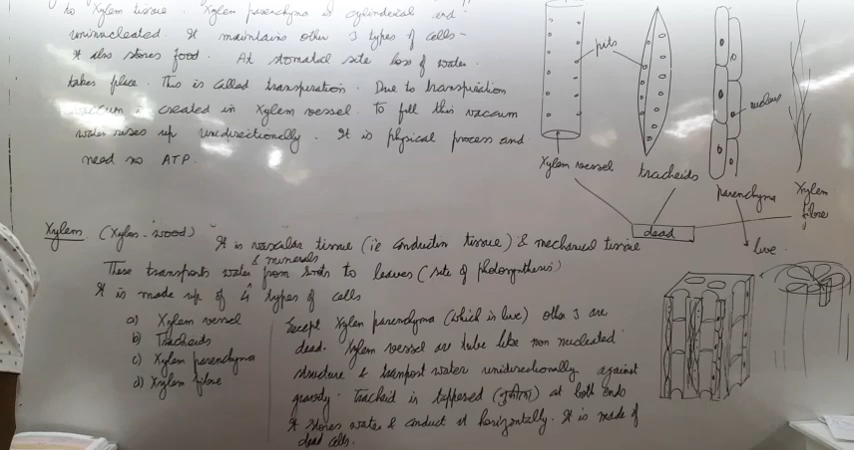 to Xylem tissue. Xylem parenchyma is cylinderical and
uninucleated. It maintains other 3 types of cells -
It also stores food. At stomatal site loss of water
takes place. This is called transpiration. Due to transpiration
vaccum is created in Xylem vessel. To fill this vacuum
water rises up unidirectionally. It is physical process and
need no ATP.
pits
nucleus
Xylem vessel
tracheids
parenchyma
Xylem
fibre
dead
Live
Xylem (Xylos - wood) It is vascular tissue (ie conduction tissue) & mechanical tissue
& minerals
These transports water from roots to leaves (site of photosynthesis)
It is made up of 4 types of cells
a) Xylem vessel
b) Tracheids
c) Xylem parenchyma
d) Xylem fibre
Except Xylem parenchyma (which is live) other 3 are
dead. Xylem vessel are tube like non nucleated
structure & transport water unidirectionally against
gravity. Tracheid is tappered at both ends
It stores water & conduct it horizontally. It is made of
dead cells.